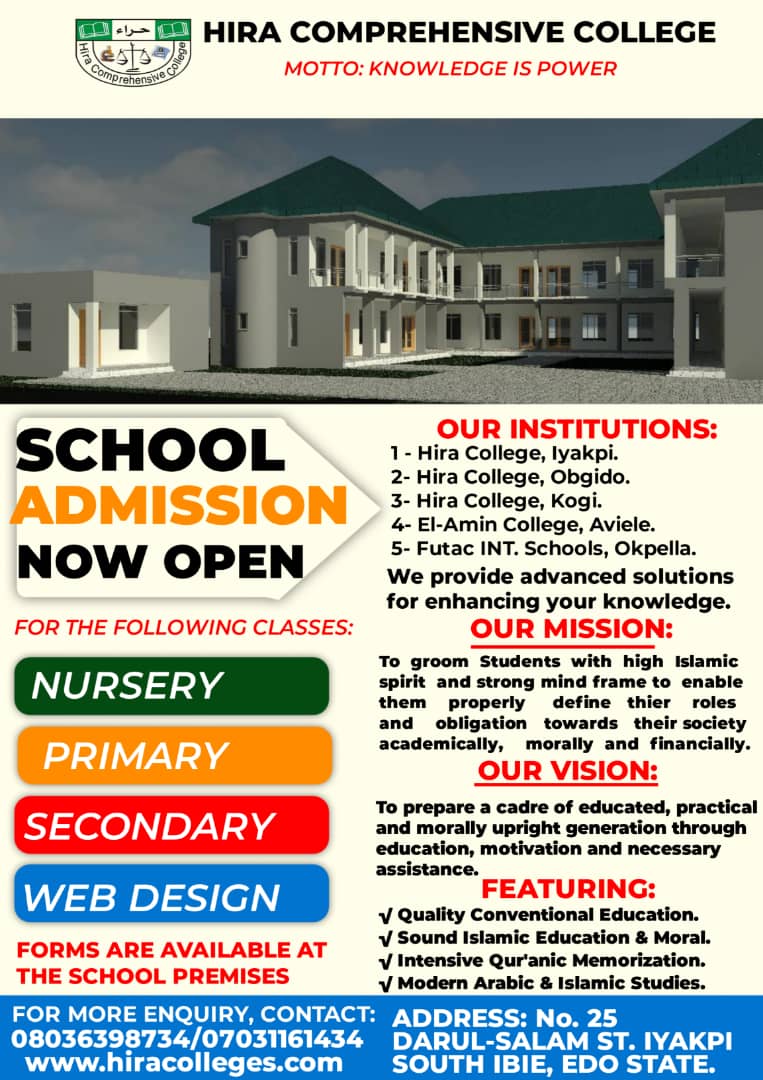 حراء
Hira Comprehensive College
HIRA COMPREHENSIVE COLLEGE
MOTTO: KNOWLEDGE IS POWER
SCHOOL
ADMISSION
NOW OPEN
FOR THE FOLLOWING CLASSES:
NURSERY
PRIMARY
SECONDARY
WEB DESIGN
FORMS ARE AVAILABLE AT
THE SCHOOL PREMISES
OUR INSTITUTIONS:
1 - Hira College, Iyakpi.
2- Hira College, Obgido.
3- Hira College, Kogi.
4- El-Amin College, Aviele.
5- Futac INT. Schools, Okpella.
We provide advanced solutions
for enhancing your knowledge.
OUR MISSION:
To groom Students with high Islamic
spirit and strong mind frame to enable
them properly define thier roles
and obligation towards their society
academically, morally and financially.
OUR VISION:
To prepare a cadre of educated, practical
and morally upright generation through
education, motivation and necessary
assistance.
FEATURING:
√ Quality Conventional Education.
√ Sound Islamic Education & Moral.
√ Intensive Qur'anic Memorization.
√ Modern Arabic & Islamic Studies.
FOR MORE ENQUIRY, CONTACT:
08036398734/07031161434
www.hiracolleges.com
ADDRESS: No. 25
DARUL-SALAM ST. IYAKPI
SOUTH IBIE, EDO STATE.